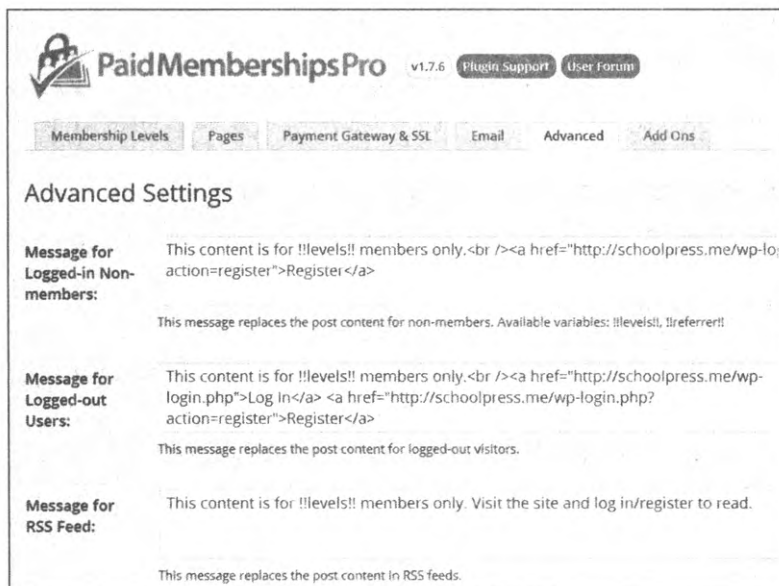 PaidMembershipsPro v1.7.6 Plugin Support User Forum
Membership Levels Pages Payment Gateway & SSL Email Advanced Add Ons
Advanced Settings
Message for
Logged-in Non-
members:
This content is for !!levels!! members only.<br /><a href="http://schoolpress.me/wp-log
action=register">Register</a>
This message replaces the post content for non-members. Available variables: !!levels!!, !!referrer!!
Message for
Logged-out
Users:
This content is for !!levels!! members only.<br /><a href="http://schoolpress.me/wp-
login.php">Log in</a> <a href="http://schoolpress.me/wp-login.php?
action=register">Register</a>
This message replaces the post content for logged-out visitors.
Message for
RSS Feed:
This content is for !!levels!! members only. Visit the site and log in/register to read.
This message replaces the post content in RSS feeds.